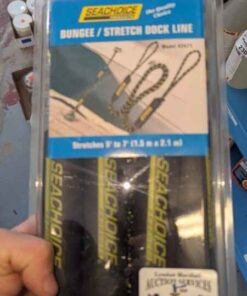 SEACHOICE
The Quality
Choice
BUNGEE / STRETCH DOCK LINE
Stretches 5' to 7' (1.5 m x 2.1 m)
SEACHOICE
SEACHOICE
SEACHOICE
AUCTION SERVICES